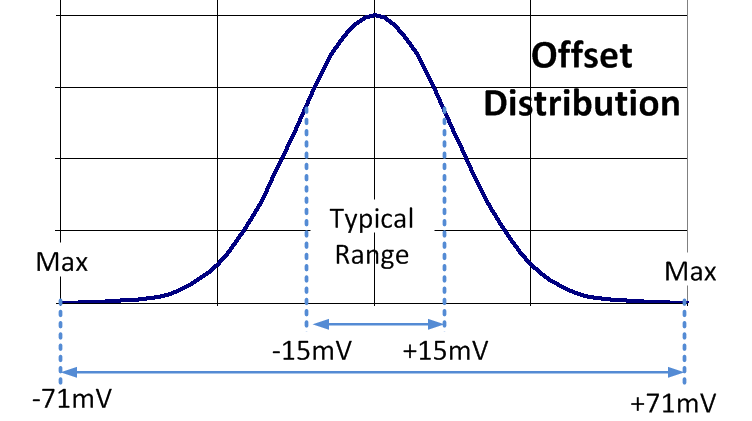 Offset
Distribution
Typical
Range
Max
Max
-15mV
+15mV
-71mV
+71mV